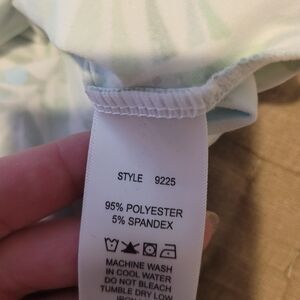 STYLE 9225
95% POLYESTER
5% SPANDEX
MACHINE WASH
IN COOL WATER
DO NOT BLEACH
TUMBLE DRY LOW